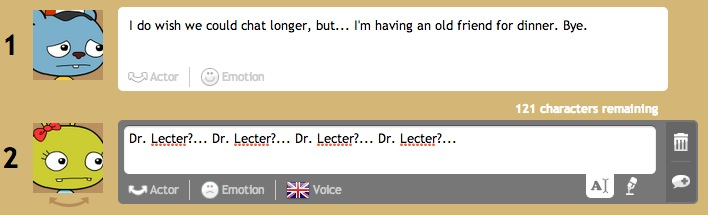 1
I do wish we could chat longer, but... I'm having an old friend for dinner. Bye.
Actor Emotion
121 characters remaining
2
Dr. Lecter?... Dr. Lecter?... Dr. Lecter?... Dr. Lecter?...
Actor Emotion Voice A